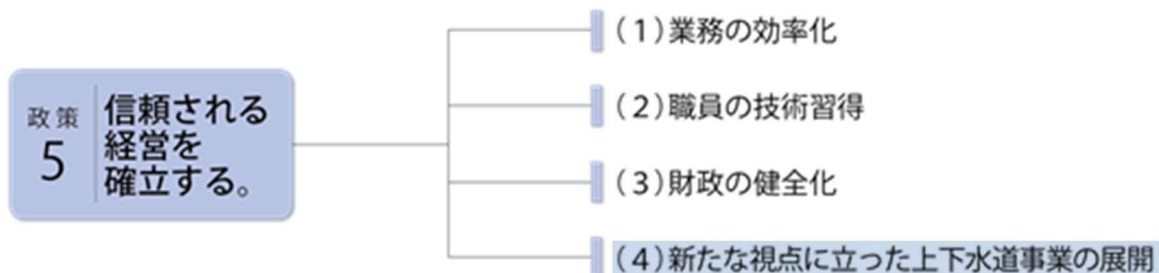 政策
5
信頼される
経営を
確立する。
(1)業務の効率化
(2)職員の技術習得
(3)財政の健全化
(4)新たな視点に立った上下水道事業の展開